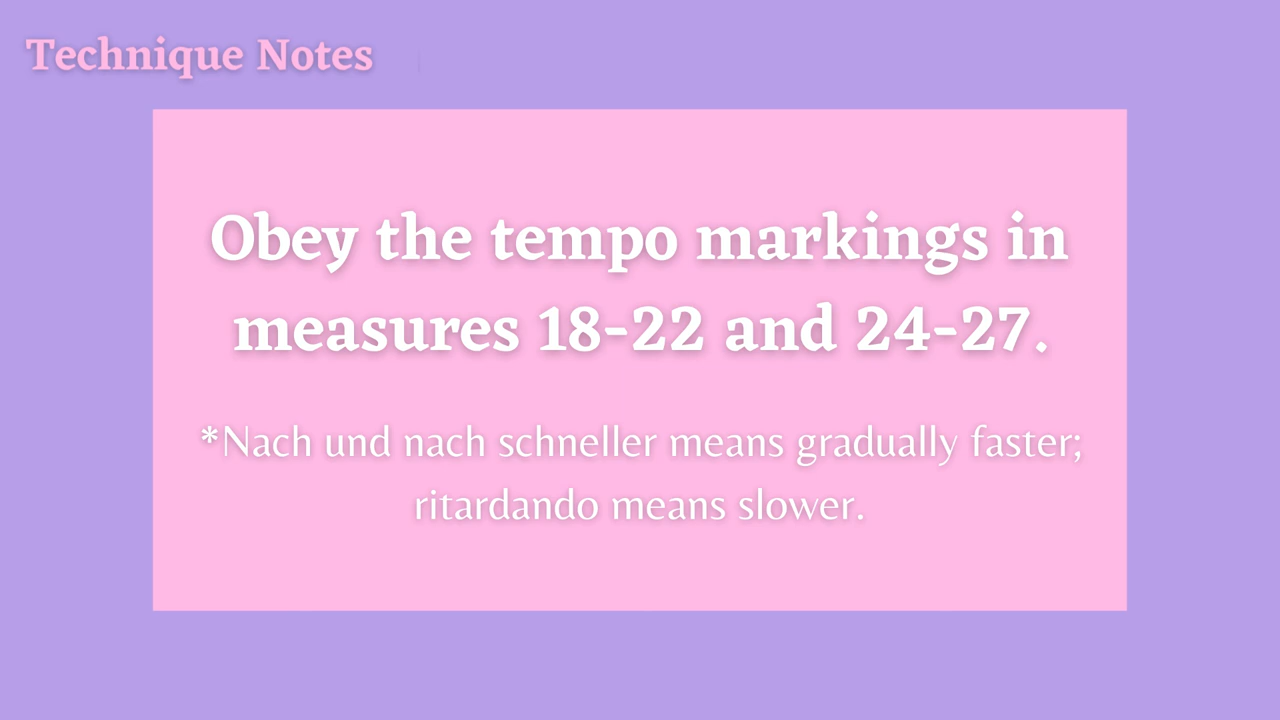 Technique Notes
Obey the tempo markings in
measures 18-22 and 24-27.
*Nach und nach schneller means gradually faster;
ritardando means slower.